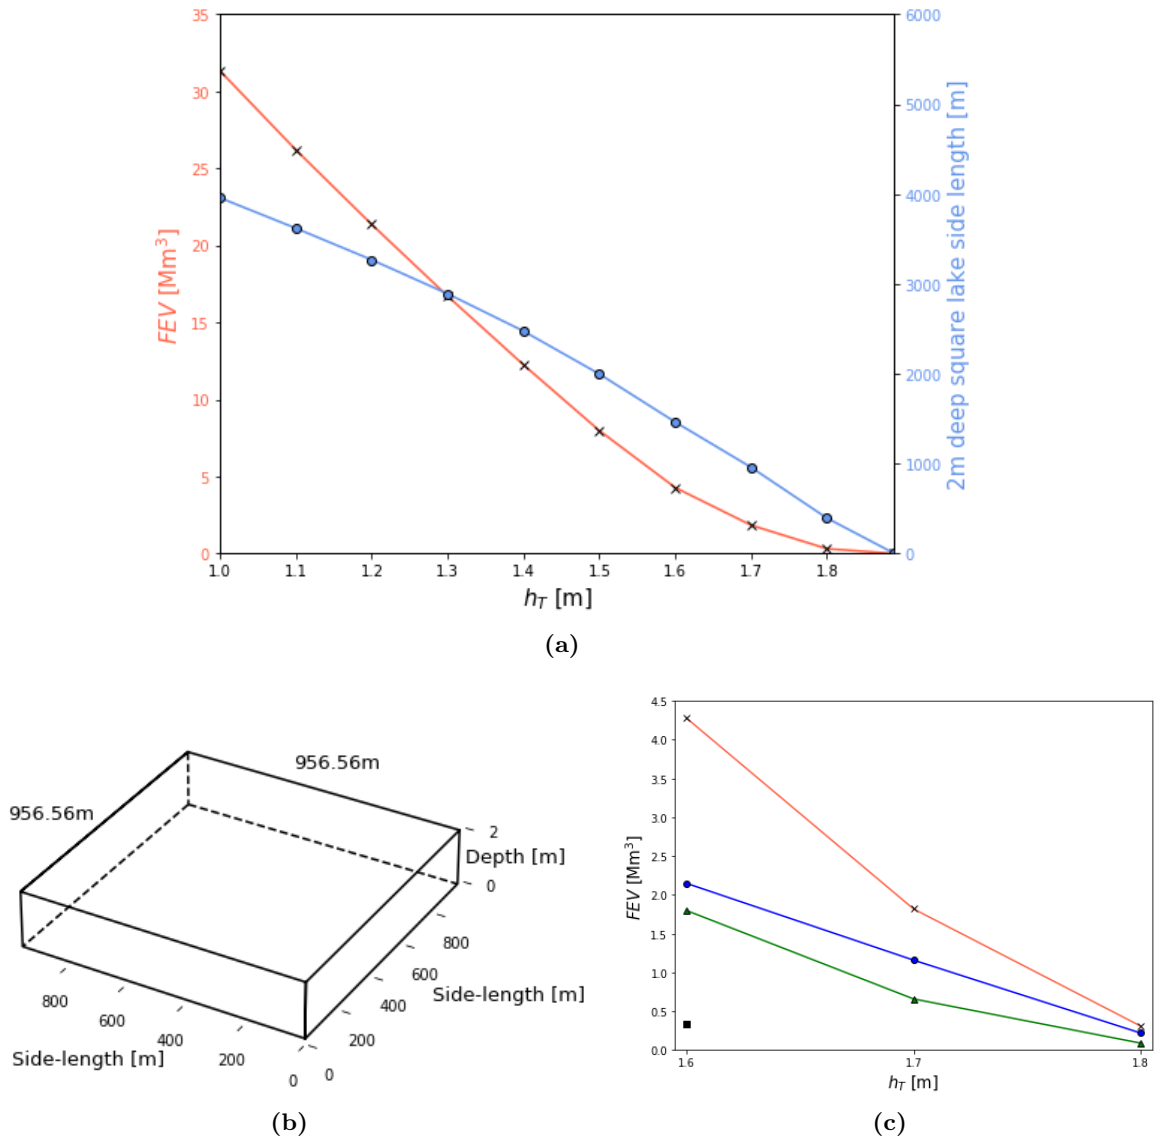 35
30
25
20
15
10
5
0
FEV [Mm³]
6000
5000
4000
3000
2000
1000
0
2m deep square lake side length [m]
1.0 1.1 1.2 1.3 1.4 1.5 1.6 1.7 1.8
h_T [m]
(a)
956.56m
956.56m
2
Depth [m]
0
800
600
400
200
0
Side-length [m]
800
600
400
200
0
Side-length [m]
(b)
4.5
4.0
3.5
3.0
2.5
2.0
1.5
1.0
0.5
0.0
FEV [Mm³]
1.6 1.7 1.8
h_T [m]
(c)